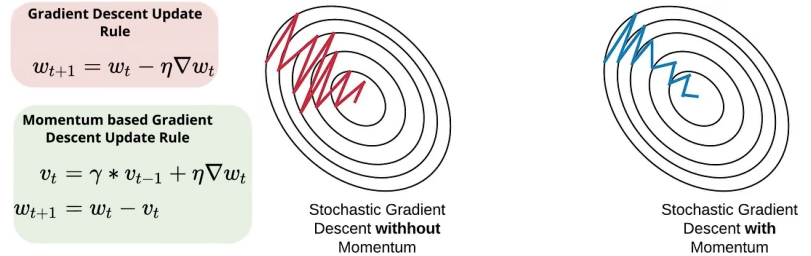 Gradient Descent Update
Rule
w_{t+1} = w_t − η∇w_t
Momentum based Gradient
Descent Update Rule
v_t = γ * v_{t−1} + η∇w_t
w_{t+1} = w_t − v_t
Stochastic Gradient
Descent withhout
Momentum
Stochastic Gradient
Descent with
Momentum